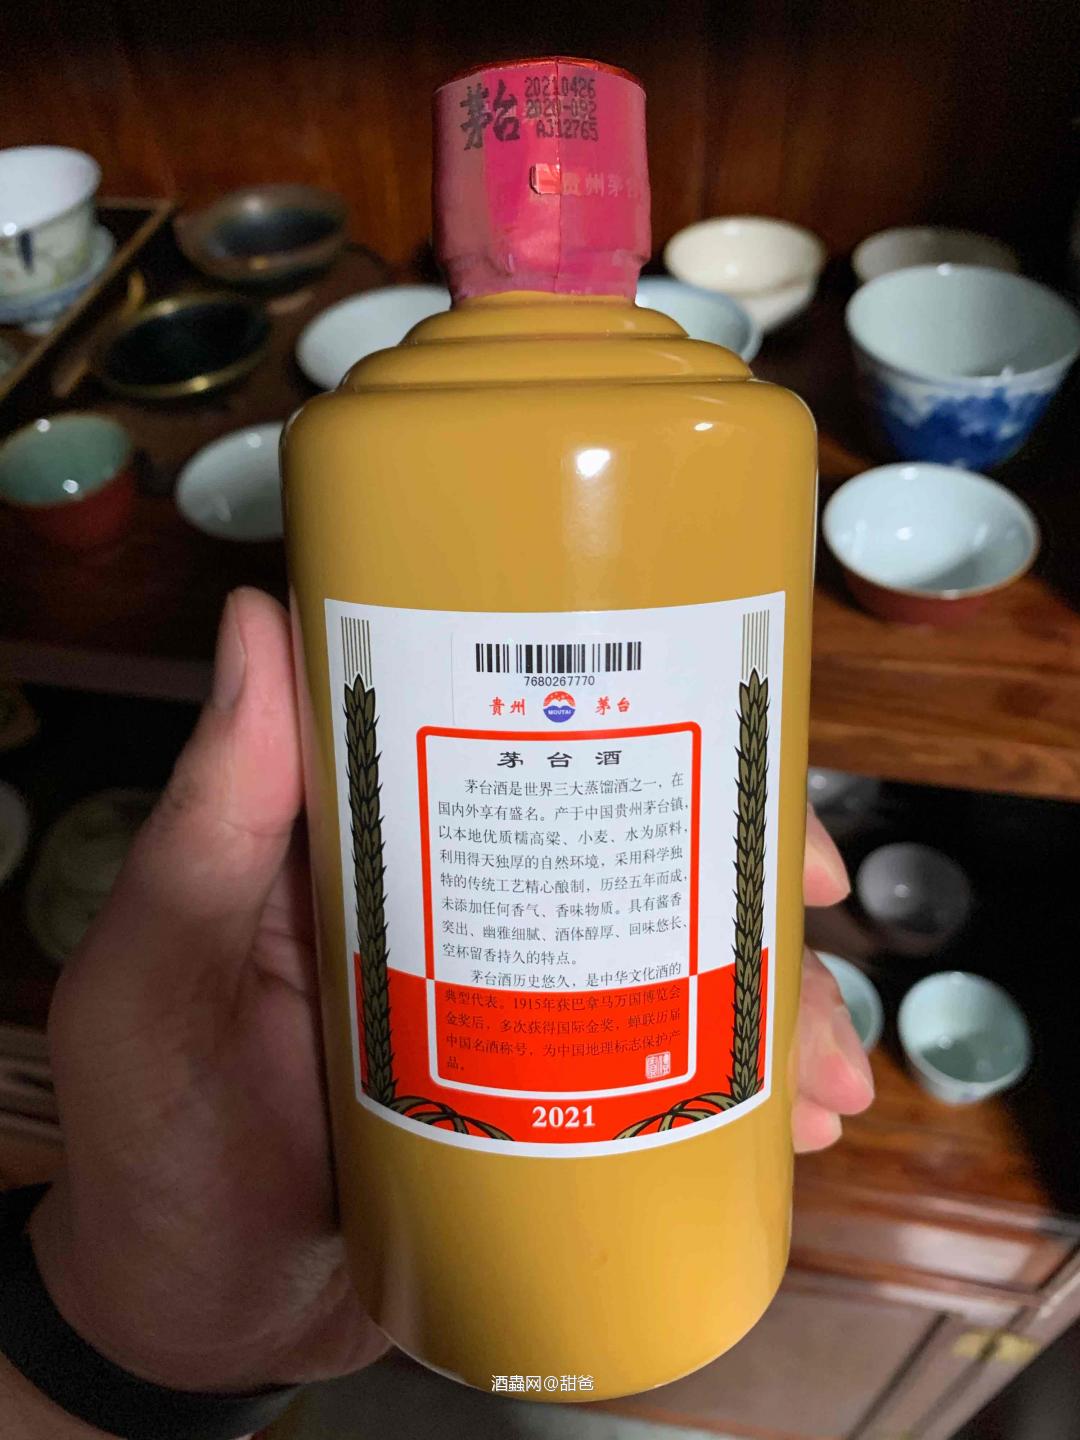 茅台
20210426
2020-092
AJ12765
贵州茅台
7680267770
貴州
MOUTAI
茅台
茅台酒
茅台酒是世界三大蒸馏酒之一，在
国内外享有盛名。产于中国贵州茅台镇，
以本地优质糯高粱、小麦、水为原料，
利用得天独厚的自然环境，采用科学独
特的传统工艺精心酿制，历经五年而成，
未添加任何香气、香味物质。具有酱香
突出、幽雅细腻、酒体醇厚、回味悠长、
空杯留香持久的特点。
茅台酒历史悠久，是中华文化酒的
典型代表。1915年获巴拿马万国博览会
金奖后，多次获得国际金奖，蝉联历届
中国名酒称号，为中国地理标志保护产
品。
2021
酒蟲网@甜爸